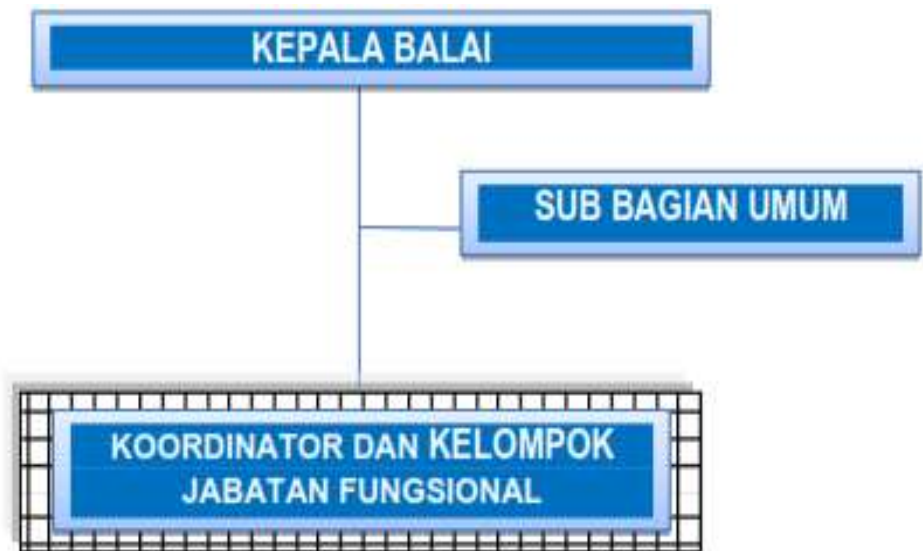 KEPALA BALAI
SUB BAGIAN UMUM
KOORDINATOR DAN KELOMPOK
JABATAN FUNGSIONAL